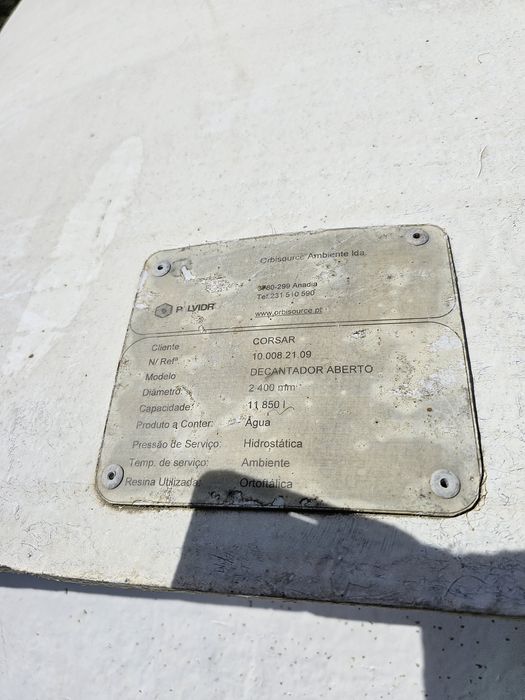 Orbisource Ambiente lda.
3780-299 Anadia
Tel:231 510 590
P LVIDR
www.orbisource.pt
Cliente CORSAR
N/ Refª. 10.008.21.09
Modelo DECANTADOR ABERTO
Diâmetro: 2 400 mm
Capacidade: 11 850 l
Produto a Conter: Água
Pressão de Serviço: Hidrostática
Temp. de serviço: Ambiente
Resina Utilizada: Ortoftálica